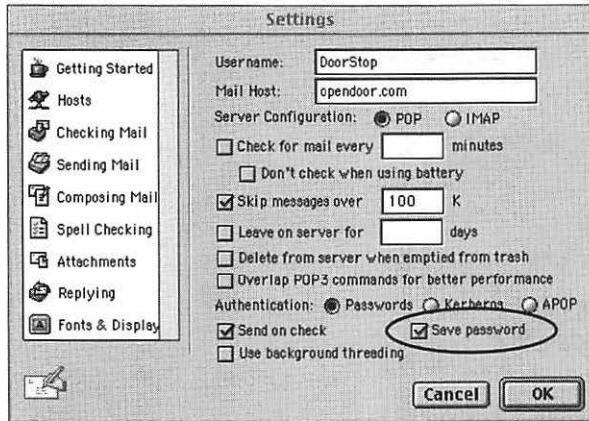 Settings
Getting Started
Hosts
Checking Mail
Sending Mail
Composing Mail
Spell Checking
Attachments
Replying
Fonts & Display
Username: DoorStop
Mail Host: opendoor.com
Server Configuration: POP IMAP
Check for mail every minutes
Don't check when using battery
Skip messages over 100 K
Leave on server for days
Delete from server when emptied from trash
Overlap POP3 commands for better performance
Authentication: Passwords Kerberos APOP
Send on check Save password
Use background threading
Cancel OK